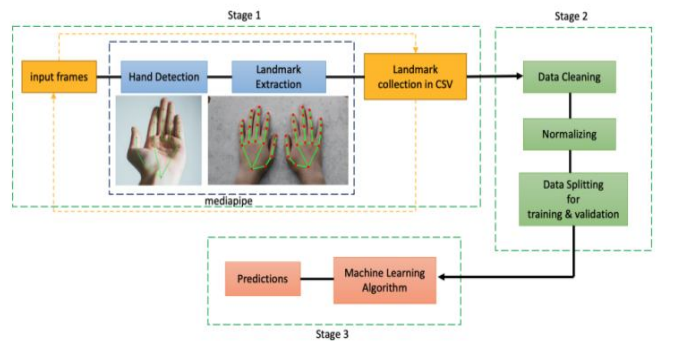 Stage 1
Stage 2
input frames
Hand Detection
Landmark
Extraction
Landmark
collection in CSV
Data Cleaning
Normalizing
Data Splitting
for
training & validation
mediapipe
Predictions
Machine Learning
Algorithm
Stage 3